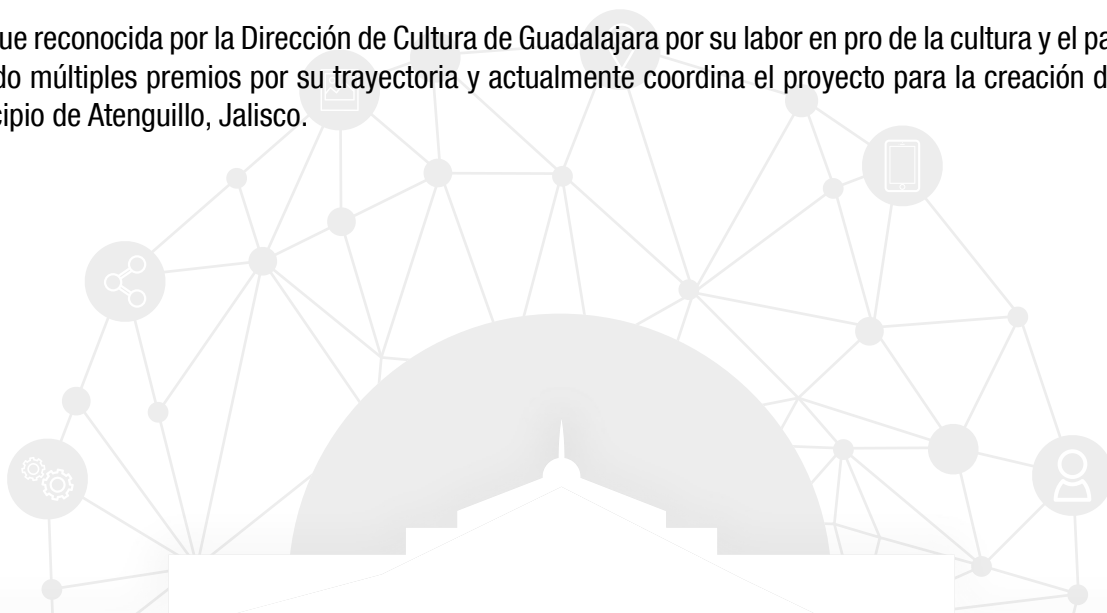 ue reconocida por la Dirección de Cultura de Guadalajara por su labor en pro de la cultura y el pa
do múltiples premios por su trayectoria y actualmente coordina el proyecto para la creación d
cipio de Atenguillo, Jalisco.